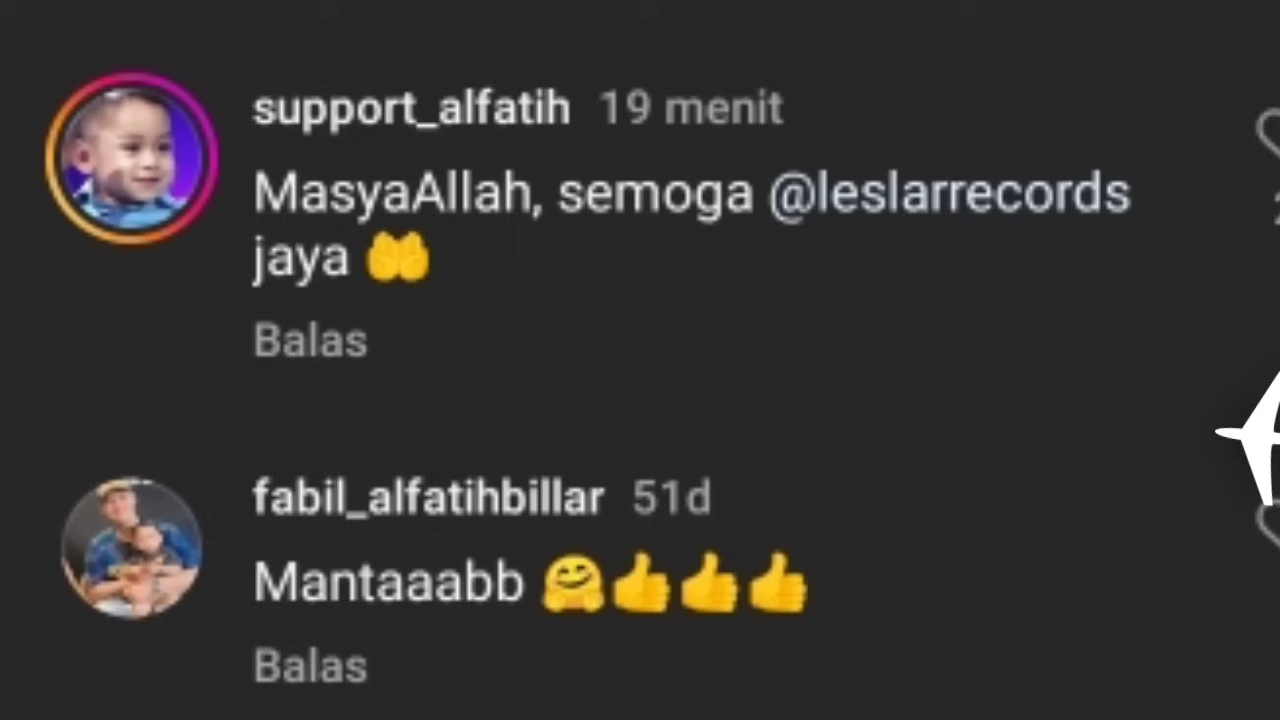 support_alfatih 19 menit
MasyaAllah, semoga @leslarrecords
jaya 🤲
Balas
fabil_alfatihbillar 51d
Mantaaabb 🤗👍👍👍
Balas